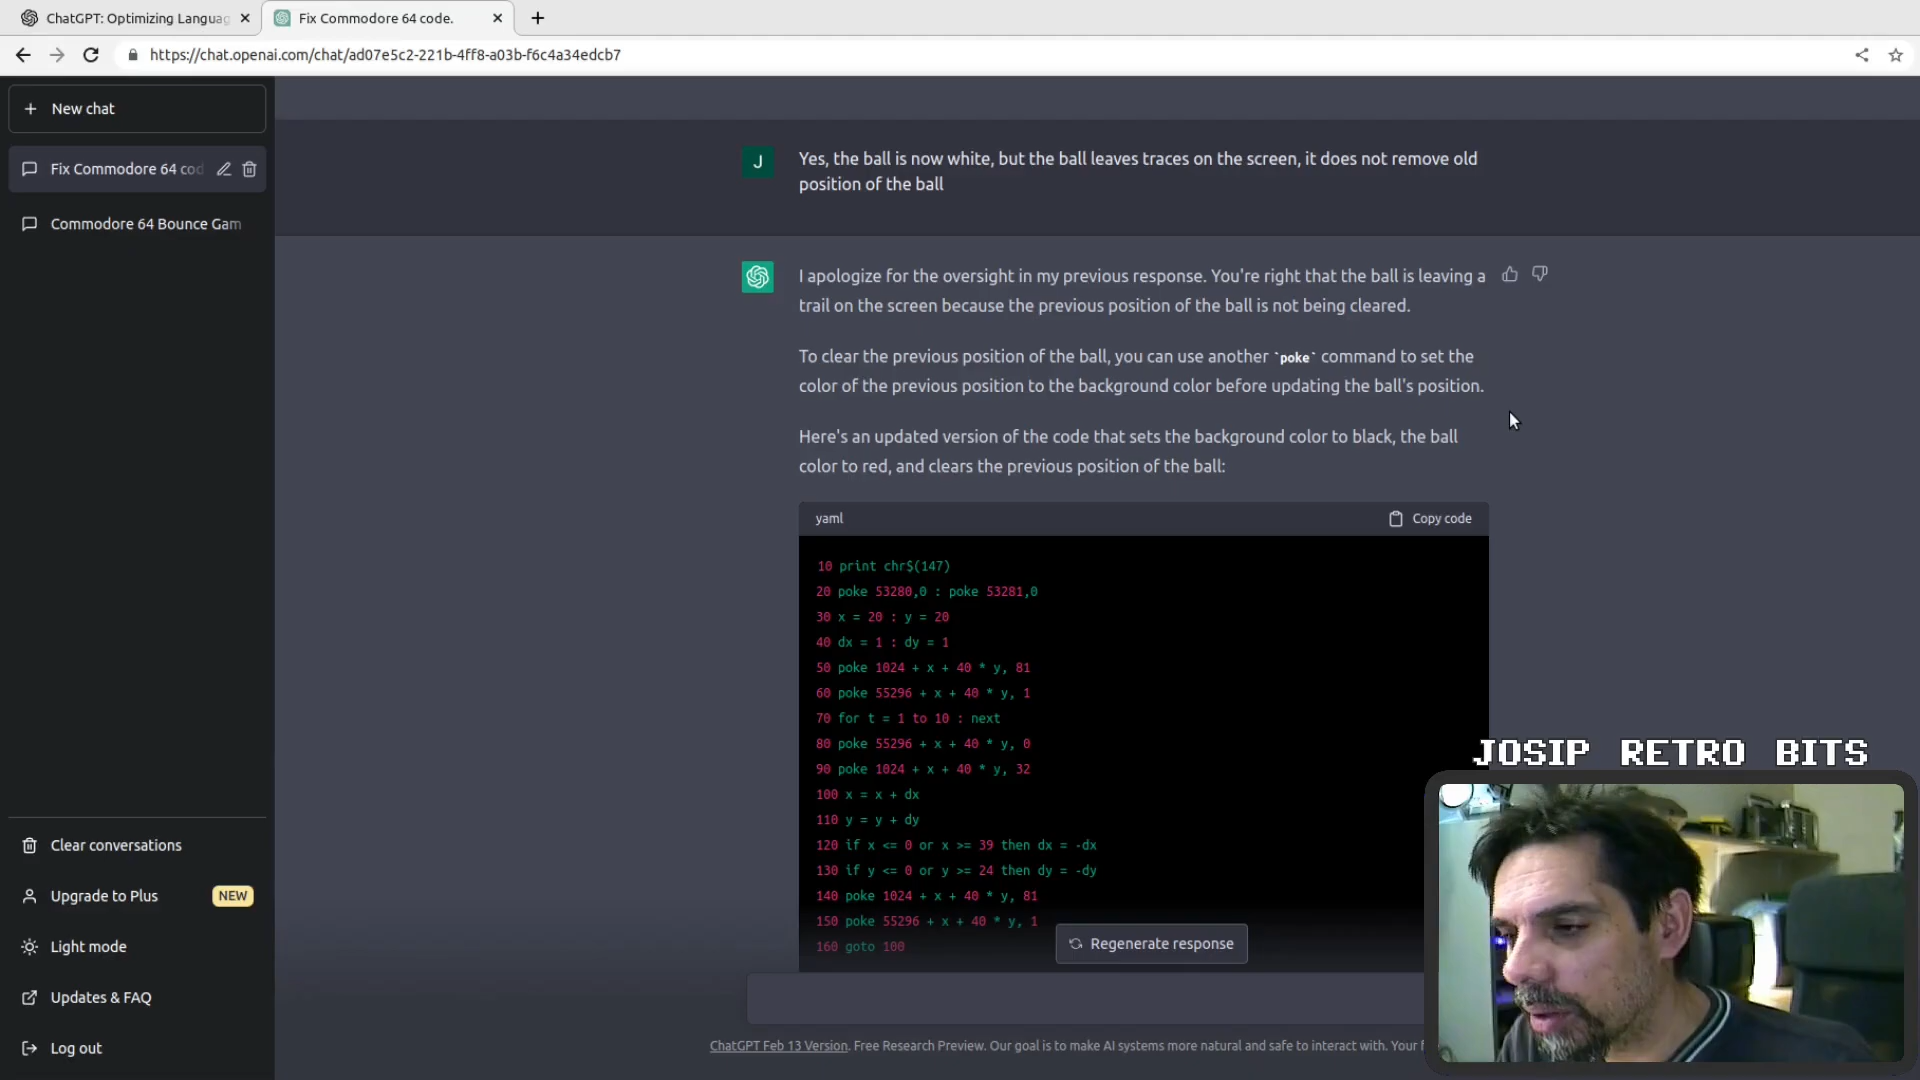 ChatGPT: Optimizing Languag
Fix Commodore 64 code.
https://chat.openai.com/chat/ad07e5c2-221b-4ff8-a03b-f6c4a34edcb7
New chat
Fix Commodore 64 cod
Commodore 64 Bounce Gam
Clear conversations
Upgrade to Plus NEW
Light mode
Updates & FAQ
Log out
J
Yes, the ball is now white, but the ball leaves traces on the screen, it does not remove old
position of the ball
I apologize for the oversight in my previous response. You're right that the ball is leaving a
trail on the screen because the previous position of the ball is not being cleared.
To clear the previous position of the ball, you can use another `poke` command to set the
color of the previous position to the background color before updating the ball's position.
Here's an updated version of the code that sets the background color to black, the ball
color to red, and clears the previous position of the ball:
yaml Copy code
10 print chr$(147)
20 poke 53280,0 : poke 53281,0
30 x = 20 : y = 20
40 dx = 1 : dy = 1
50 poke 1024 + x + 40 * y, 81
60 poke 55296 + x + 40 * y, 1
70 for t = 1 to 10 : next
80 poke 55296 + x + 40 * y, 0
90 poke 1024 + x + 40 * y, 32
100 x = x + dx
110 y = y + dy
120 if x <= 0 or x >= 39 then dx = -dx
130 if y <= 0 or y >= 24 then dy = -dy
140 poke 1024 + x + 40 * y, 81
150 poke 55296 + x + 40 * y, 1
160 goto 100
Regenerate response
ChatGPT Feb 13 Version. Free Research Preview. Our goal is to make AI systems more natural and safe to interact with. Your f
JOSIP RETRO BITS